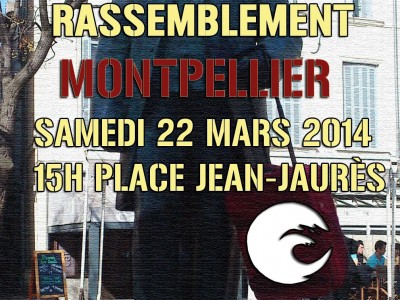 RASSEMBLEMENT
MONTPELLIER
SAMEDI 22 MARS 2014
15H PLACE JEAN-JAURÈS